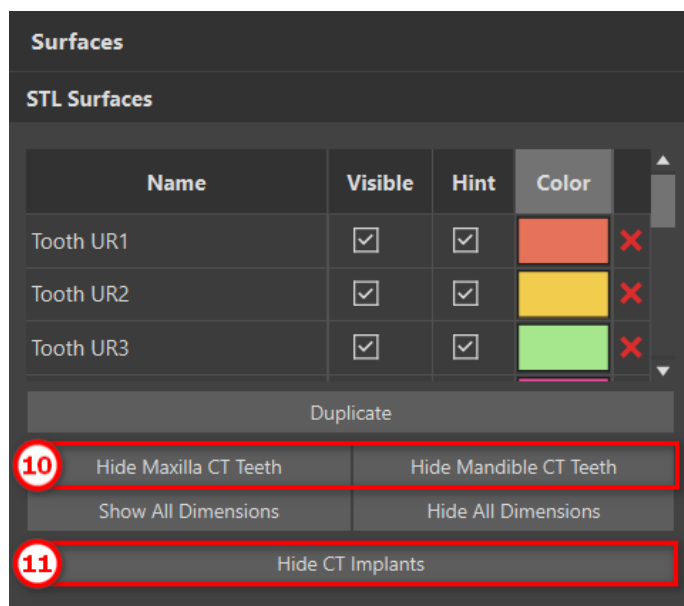 Surfaces
STL Surfaces
Name Visible Hint Color
Tooth UR1
Tooth UR2
Tooth UR3
Duplicate
10 Hide Maxilla CT Teeth Hide Mandible CT Teeth
Show All Dimensions Hide All Dimensions
11 Hide CT Implants